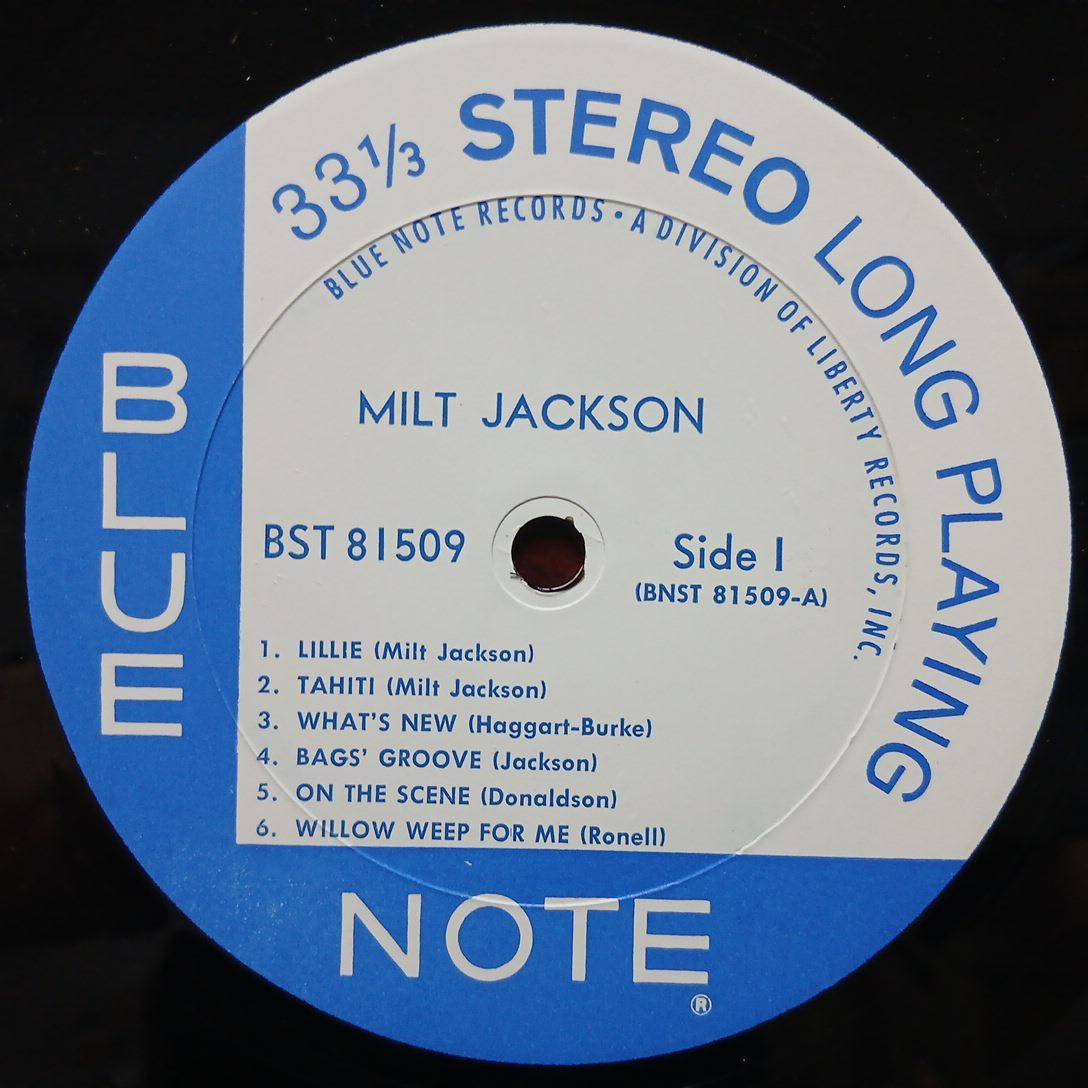 33⅓ STEREO LONG PLAYING
BLUE NOTE RECORDS • A DIVISION OF LIBERTY RECORDS, INC.
MILT JACKSON
BST 81509
Side 1
(BNST 81509-A)
1. LILLIE (Milt Jackson)
2. TAHITI (Milt Jackson)
3. WHAT'S NEW (Haggart-Burke)
4. BAGS' GROOVE (Jackson)
5. ON THE SCENE (Donaldson)
6. WILLOW WEEP FOR ME (Ronell)
BLUE
NOTE
®